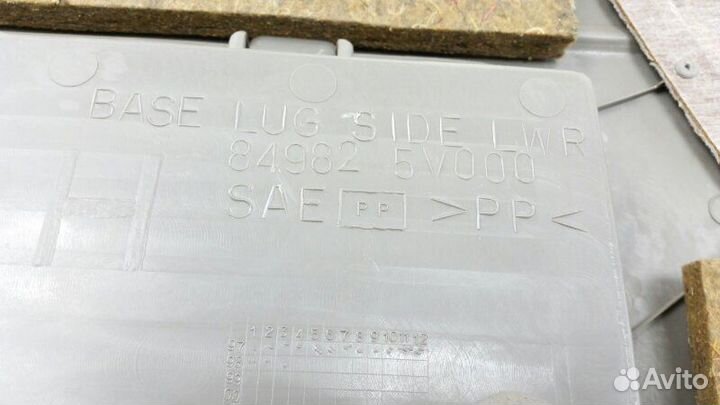 BASE LUG SIDE LWR
84982 5V000
SAE PP >PP<
1 2 3 4 5 6 7 8 9 10 11 12
Avito